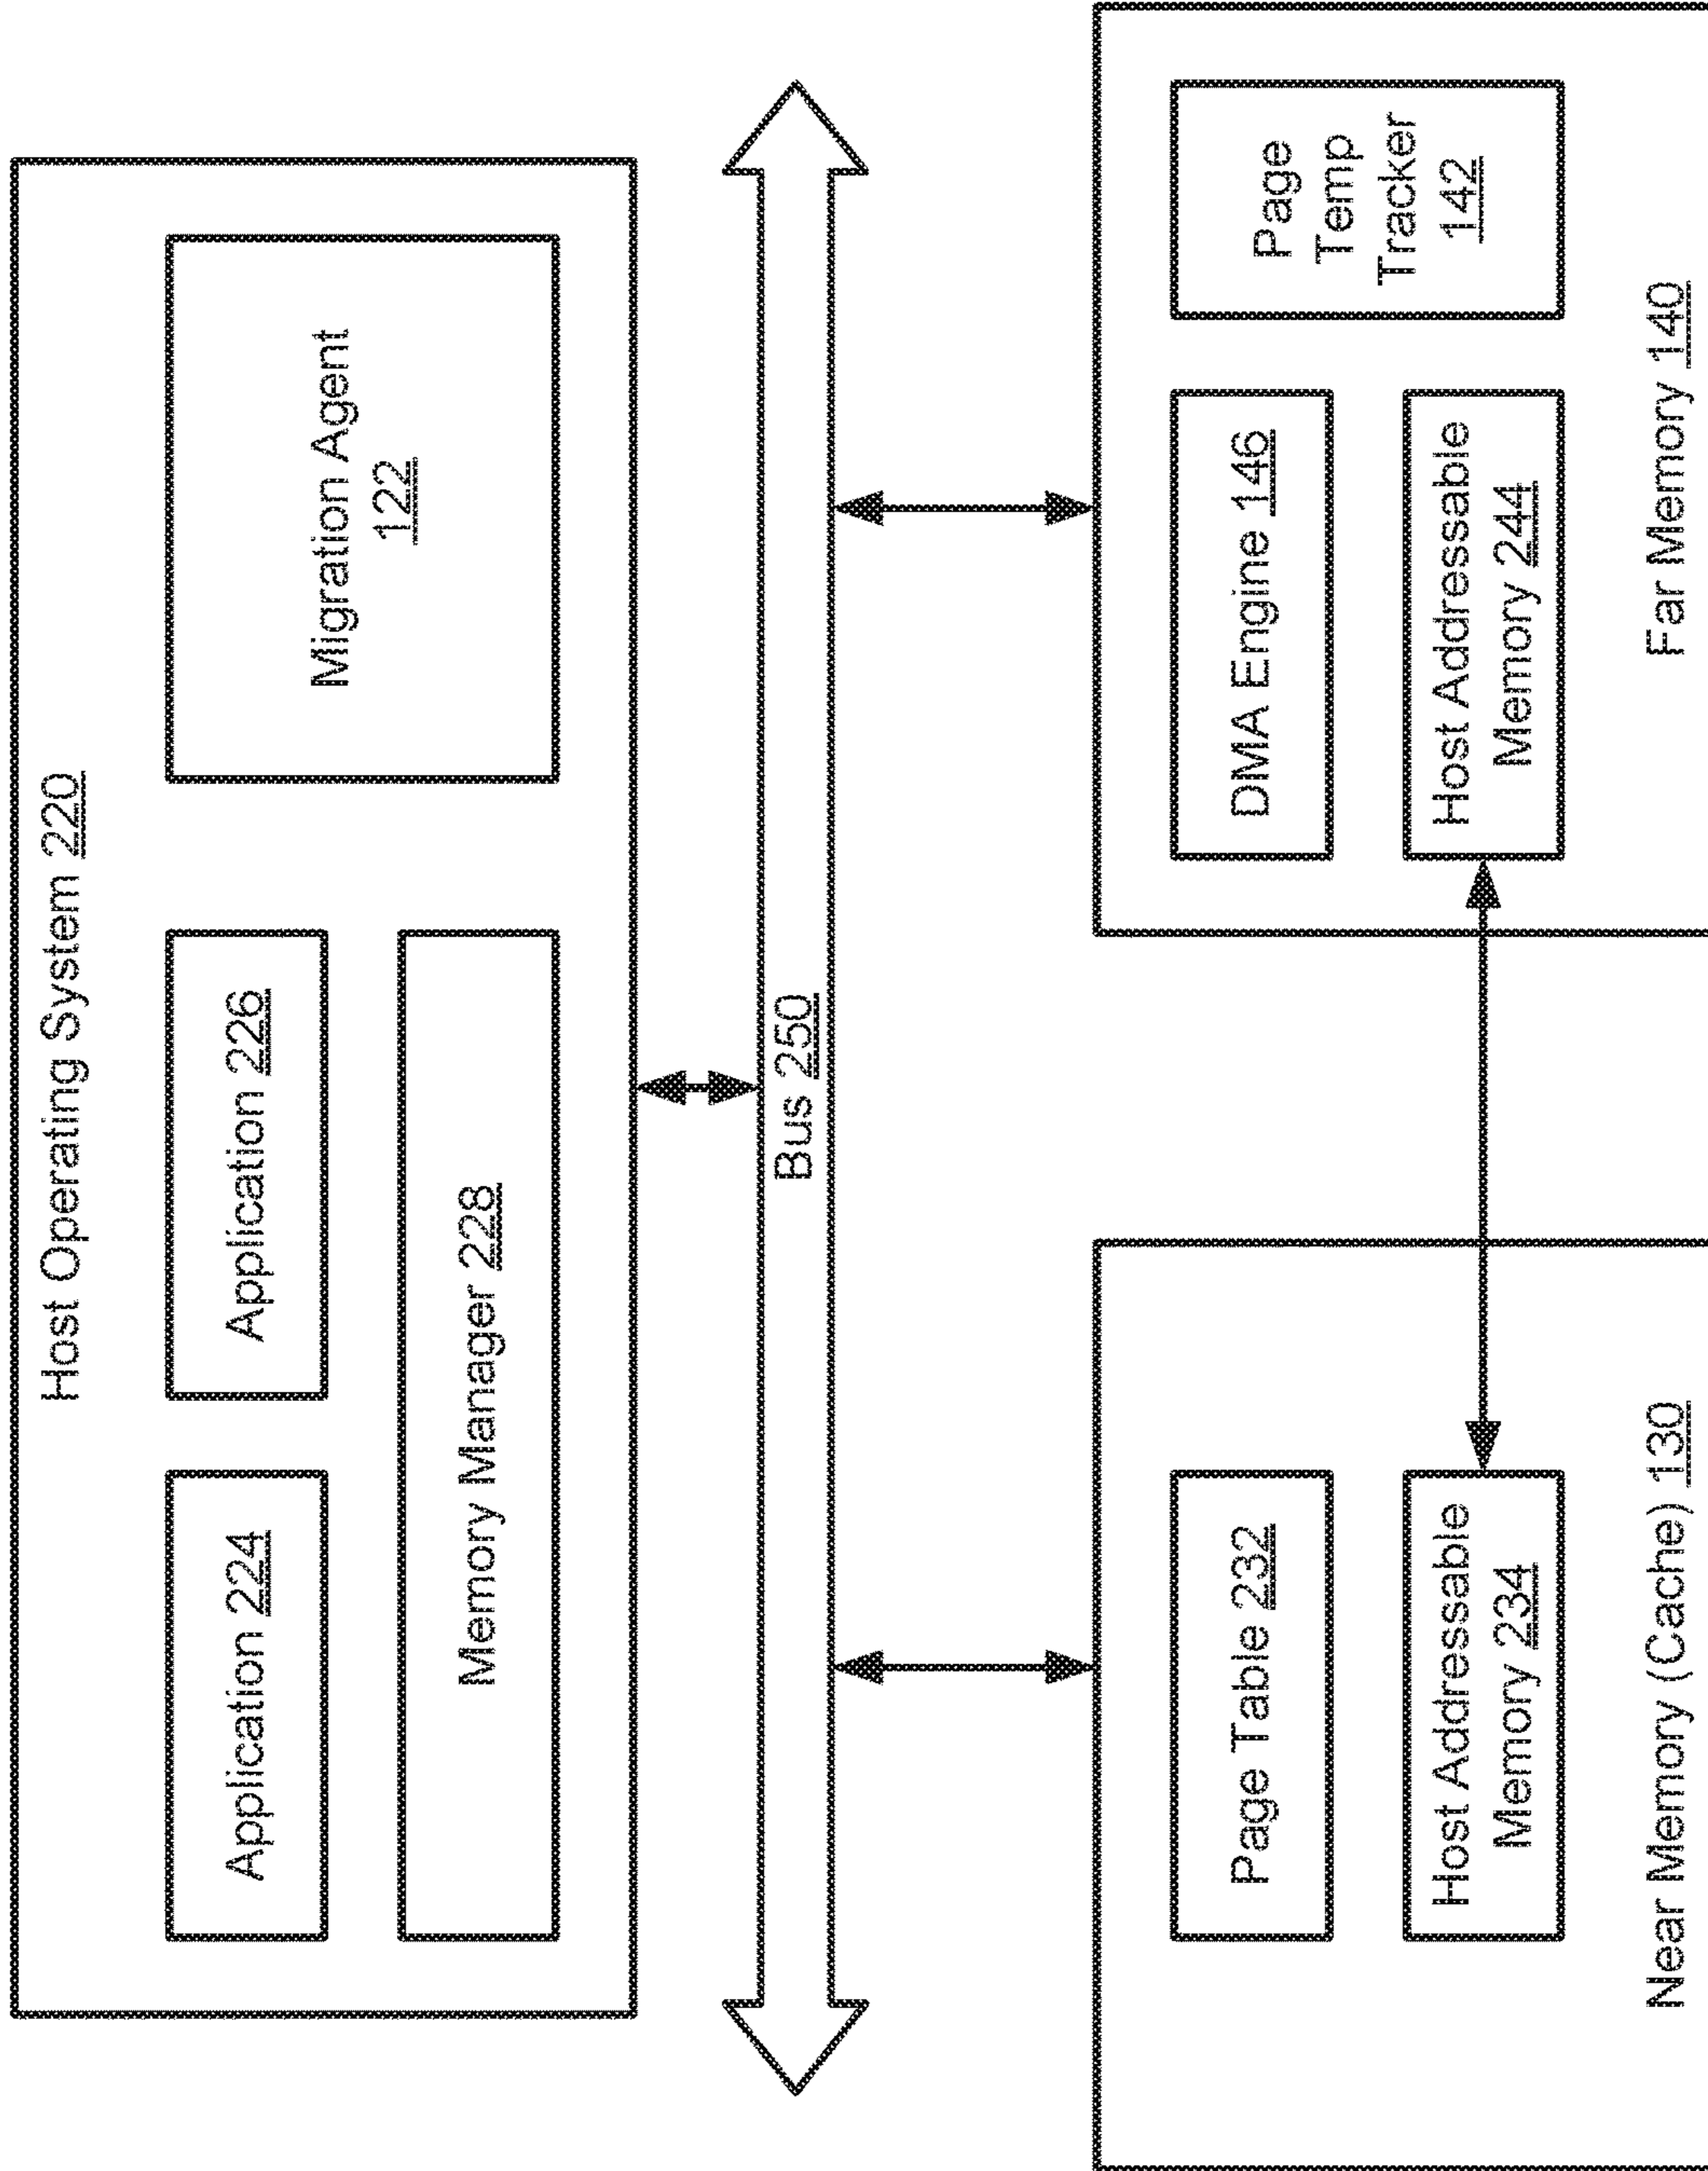 Host Operating System 220
Application 224
Application 226
Migration Agent
122
Memory Manager 228
Bus 250
Page Table 232
Host Addressable
Memory 234
Near Memory (Cache) 130
DMA Engine 146
Host Addressable
Memory 244
Page
Temp
Tracker
142
Far Memory 140